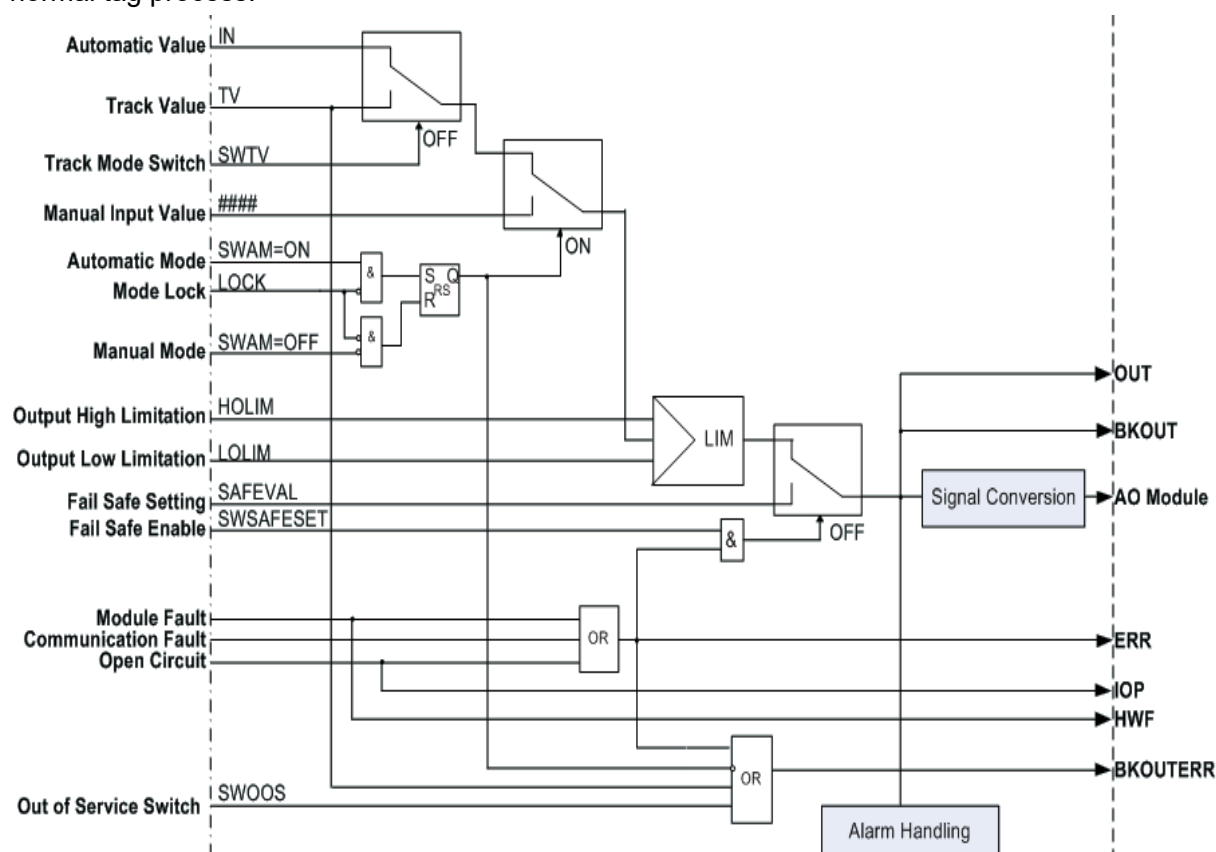 normal tag process.
Automatic Value IN
Track Value TV
OFF
Track Mode Switch SWTV
Manual Input Value ####
ON
Automatic Mode SWAM=ON
&
Mode Lock LOCK
S Q
RS
R
&
Manual Mode SWAM=OFF
OUT
Output High Limitation HOLIM
BKOUT
LIM
Output Low Limitation LOLIM
Fail Safe Setting SAFEVAL
Signal Conversion
AO Module
Fail Safe Enable SWSAFESET
OFF
&
Module Fault
Communication Fault
OR
ERR
Open Circuit
IOP
HWF
BKOUTERR
OR
Out of Service Switch SWOOS
Alarm Handling